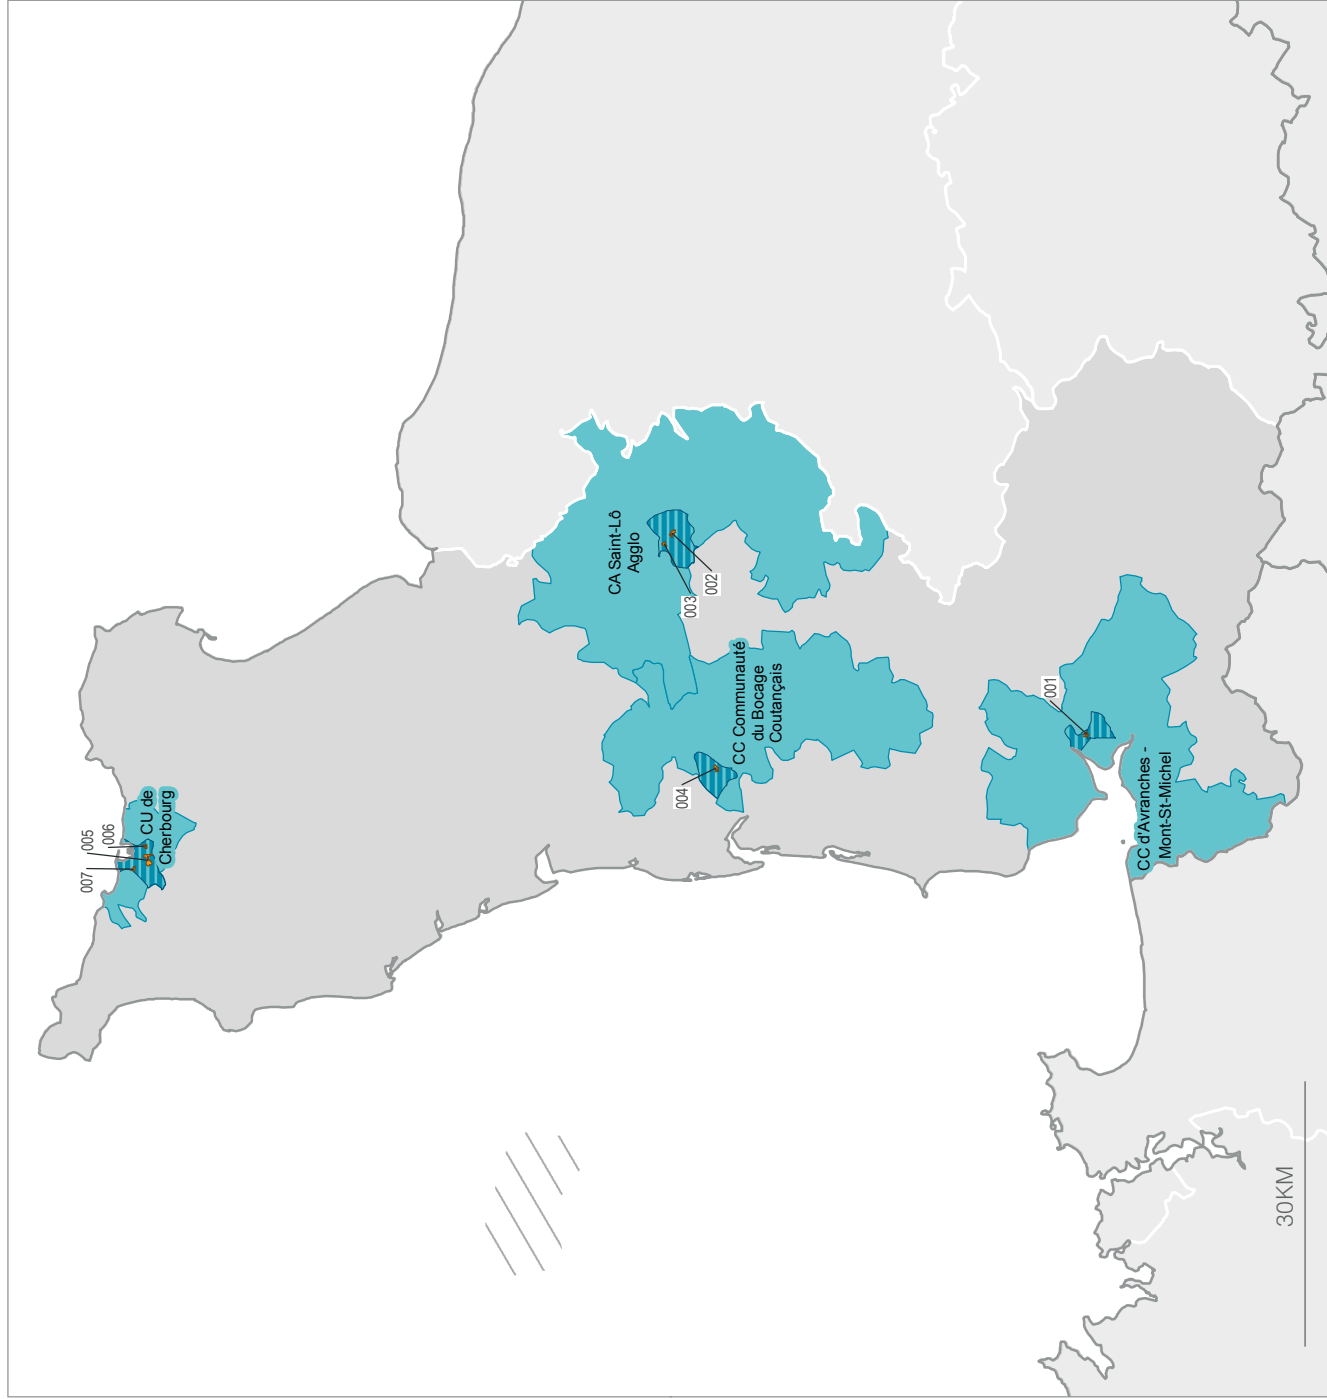 007
005
006
CU de
Cherbourg
CA Saint-Lô
Agglo
003
002
004
CC Communauté
du Bocage
Coutançais
001
CC d'Avranches -
Mont-St-Michel
30KM